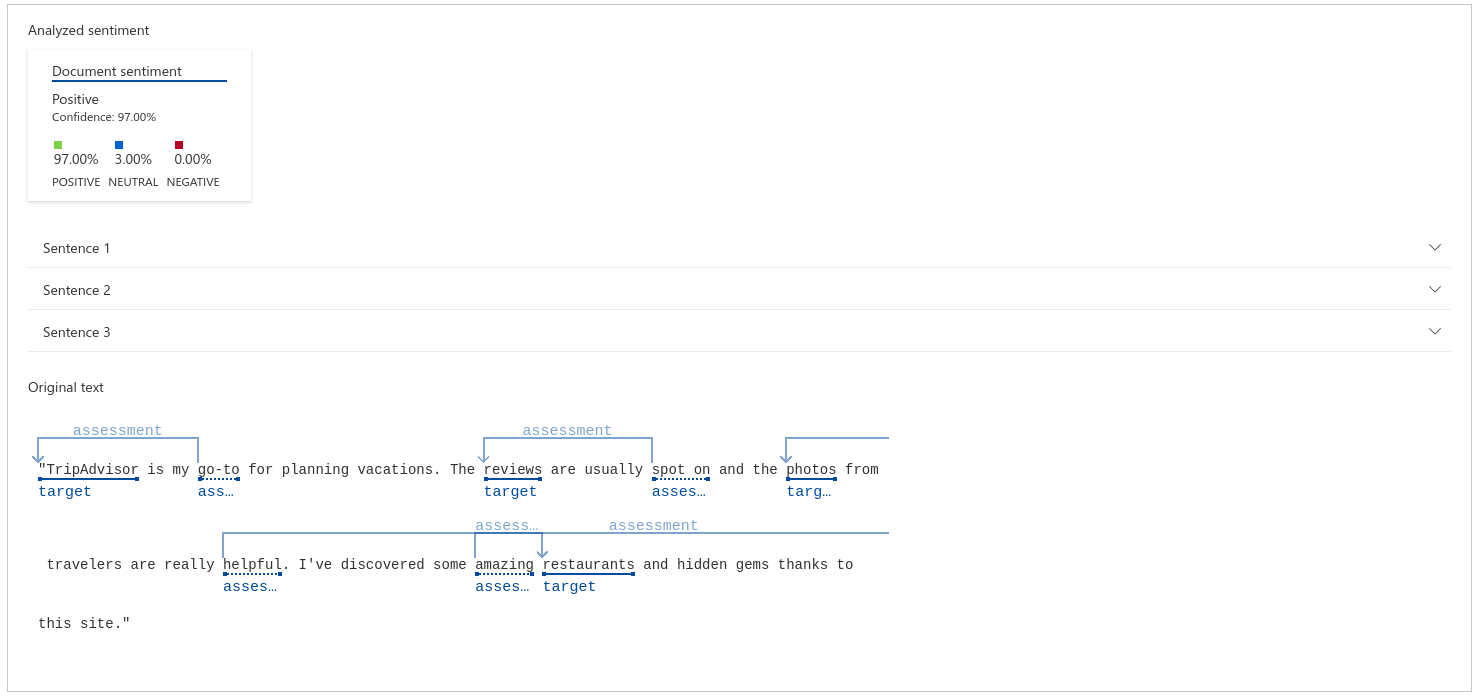 Analyzed sentiment
Document sentiment
Positive
Confidence: 97.00%
97.00% 3.00% 0.00%
POSITIVE NEUTRAL NEGATIVE
Sentence 1
Sentence 2
Sentence 3
Original text
assessment assessment
"TripAdvisor is my go-to for planning vacations. The reviews are usually spot on and the photos from
target ass… target asses… targ…
assess… assessment
travelers are really helpful. I've discovered some amazing restaurants and hidden gems thanks to
asses… asses… target
this site."